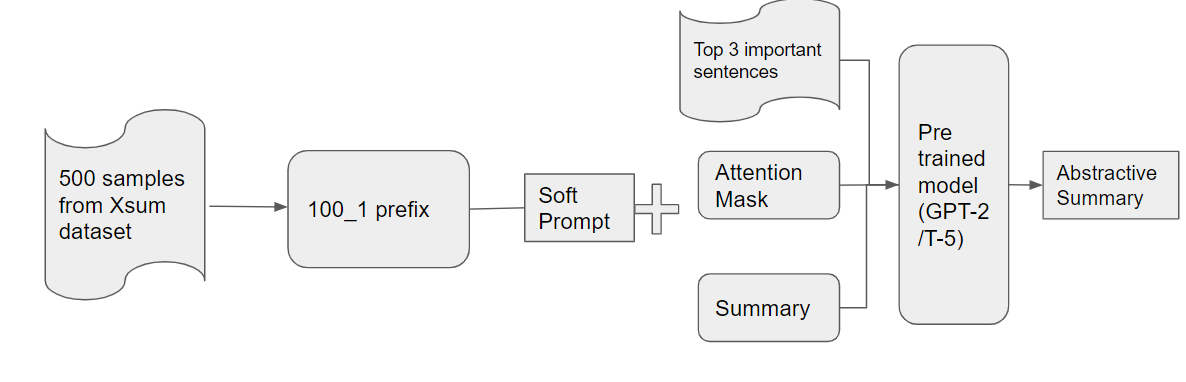 500 samples
from Xsum
dataset
100_1 prefix
Soft
Prompt
Top 3 important
sentences
Attention
Mask
Summary
Pre
trained
model
(GPT-2
/T-5)
Abstractive
Summary